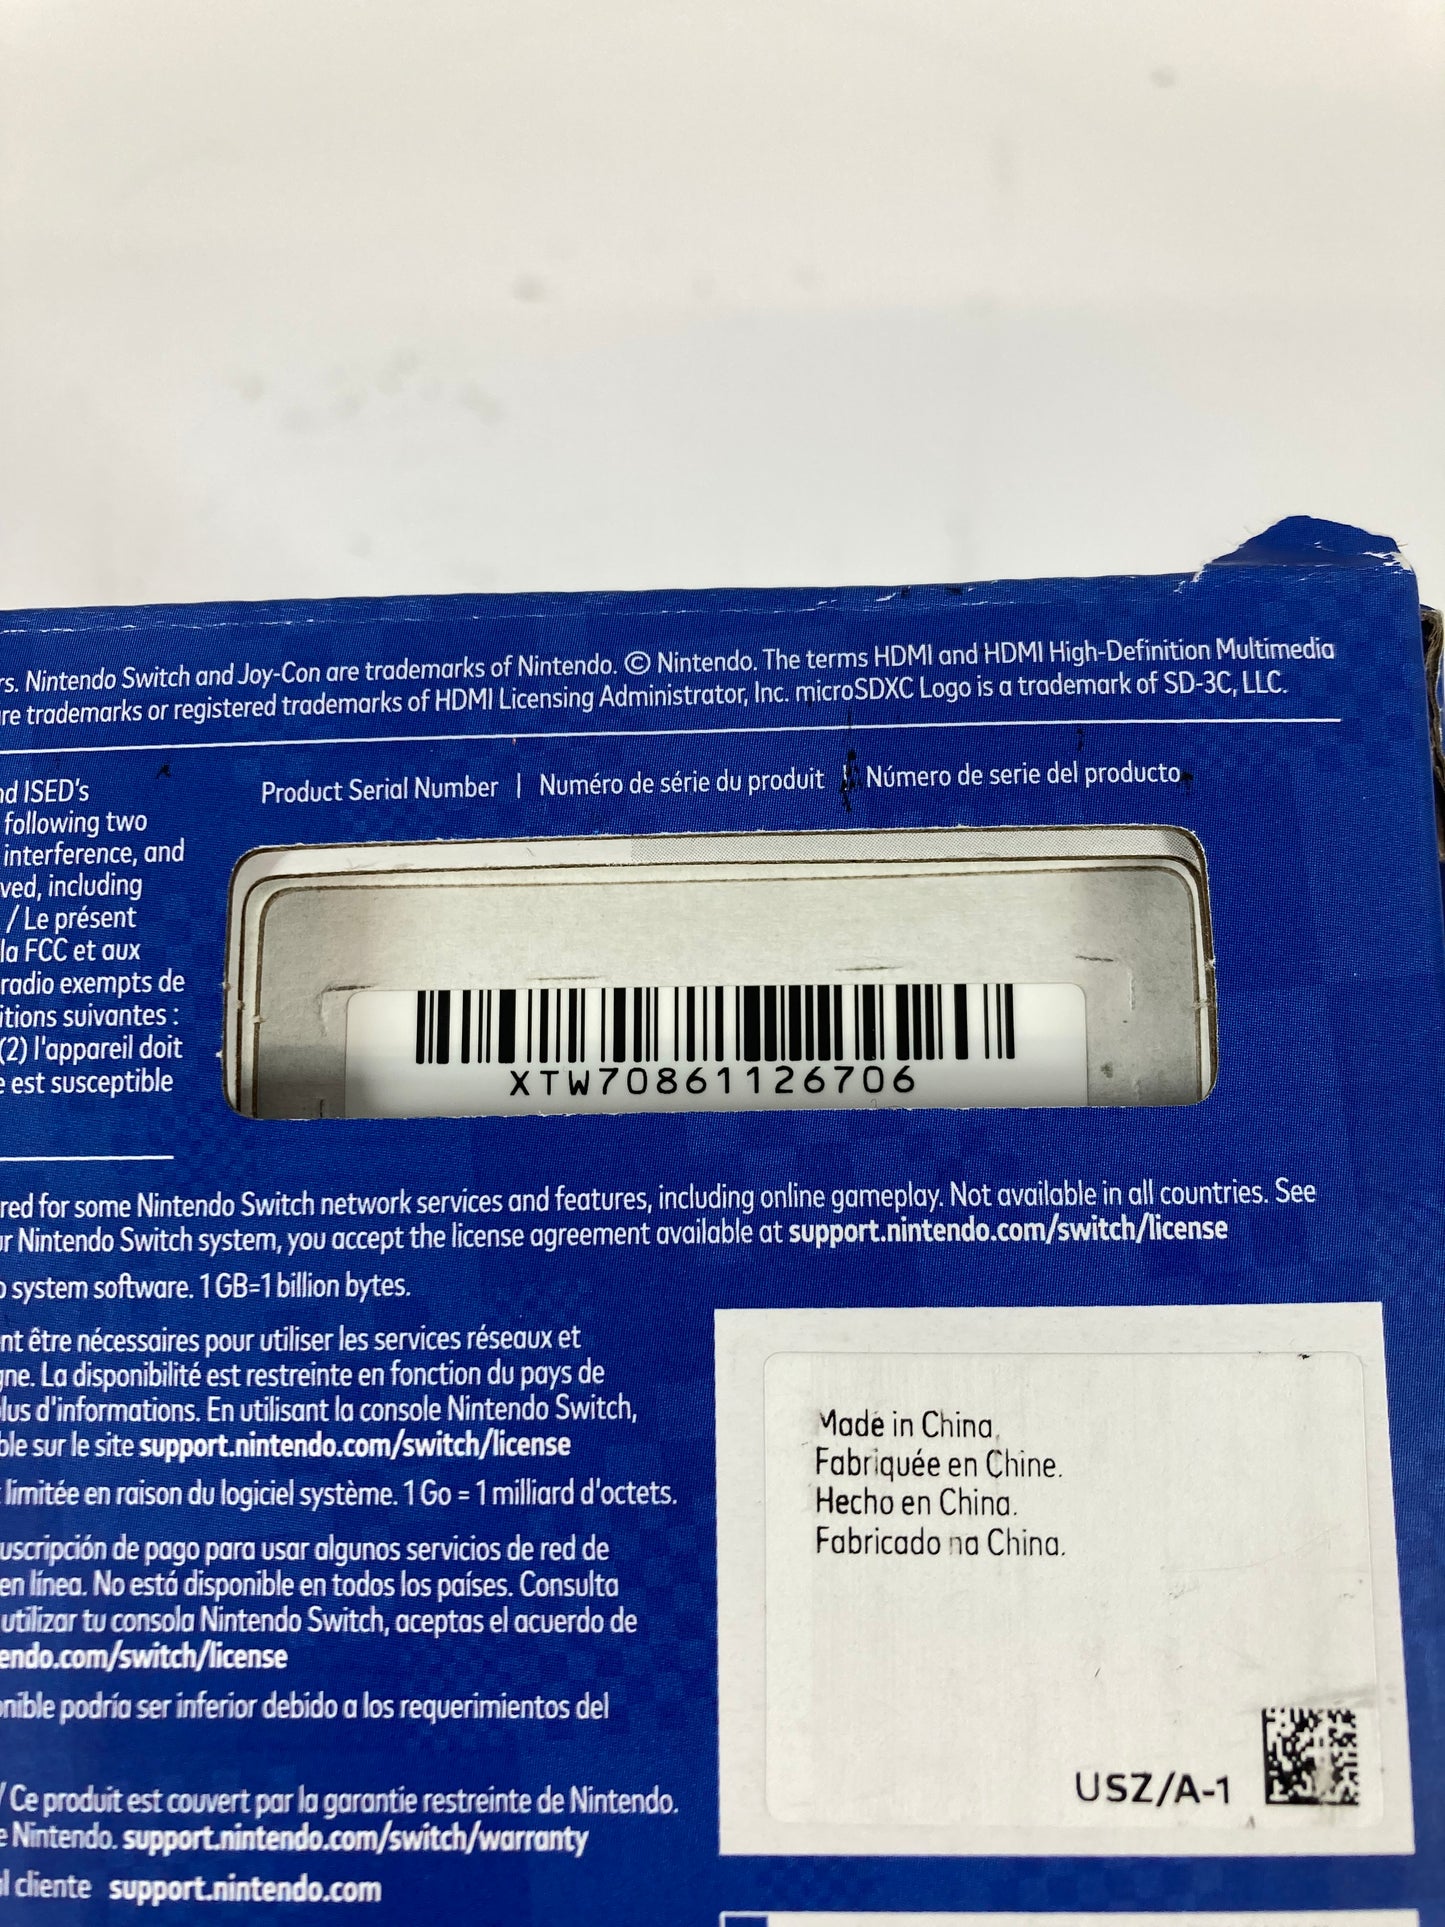 rs. Nintendo Switch and Joy-Con are trademarks of Nintendo. © Nintendo. The terms HDMI and HDMI High-Definition Multimedia
re trademarks or registered trademarks of HDMI Licensing Administrator, Inc. microSDXC Logo is a trademark of SD-3C, LLC.
Product Serial Number | Numéro de série du produit | Número de serie del producto
nd ISED's
following two
interference, and
ved, including
/ Le présent
la FCC et aux
radio exempts de
itions suivantes :
(2) l'appareil doit
e est susceptible
XTW70861126706
red for some Nintendo Switch network services and features, including online gameplay. Not available in all countries. See
ur Nintendo Switch system, you accept the license agreement available at support.nintendo.com/switch/license
o system software. 1 GB=1 billion bytes.
nt être nécessaires pour utiliser les services réseaux et
gne. La disponibilité est restreinte en fonction du pays de
lus d'informations. En utilisant la console Nintendo Switch,
ble sur le site support.nintendo.com/switch/license
limitée en raison du logiciel système. 1 Go = 1 milliard d'octets.
uscripción de pago para usar algunos servicios de red de
en línea. No está disponible en todos los países. Consulta
utilizar tu consola Nintendo Switch, aceptas el acuerdo de
endo.com/switch/license
nible podría ser inferior debido a los requerimientos del
/ Ce produit est couvert par la garantie restreinte de Nintendo.
e Nintendo. support.nintendo.com/switch/warranty
al cliente support.nintendo.com
Made in China.
Fabriquée en Chine.
Hecho en China.
Fabricado na China.
USZ/A-1